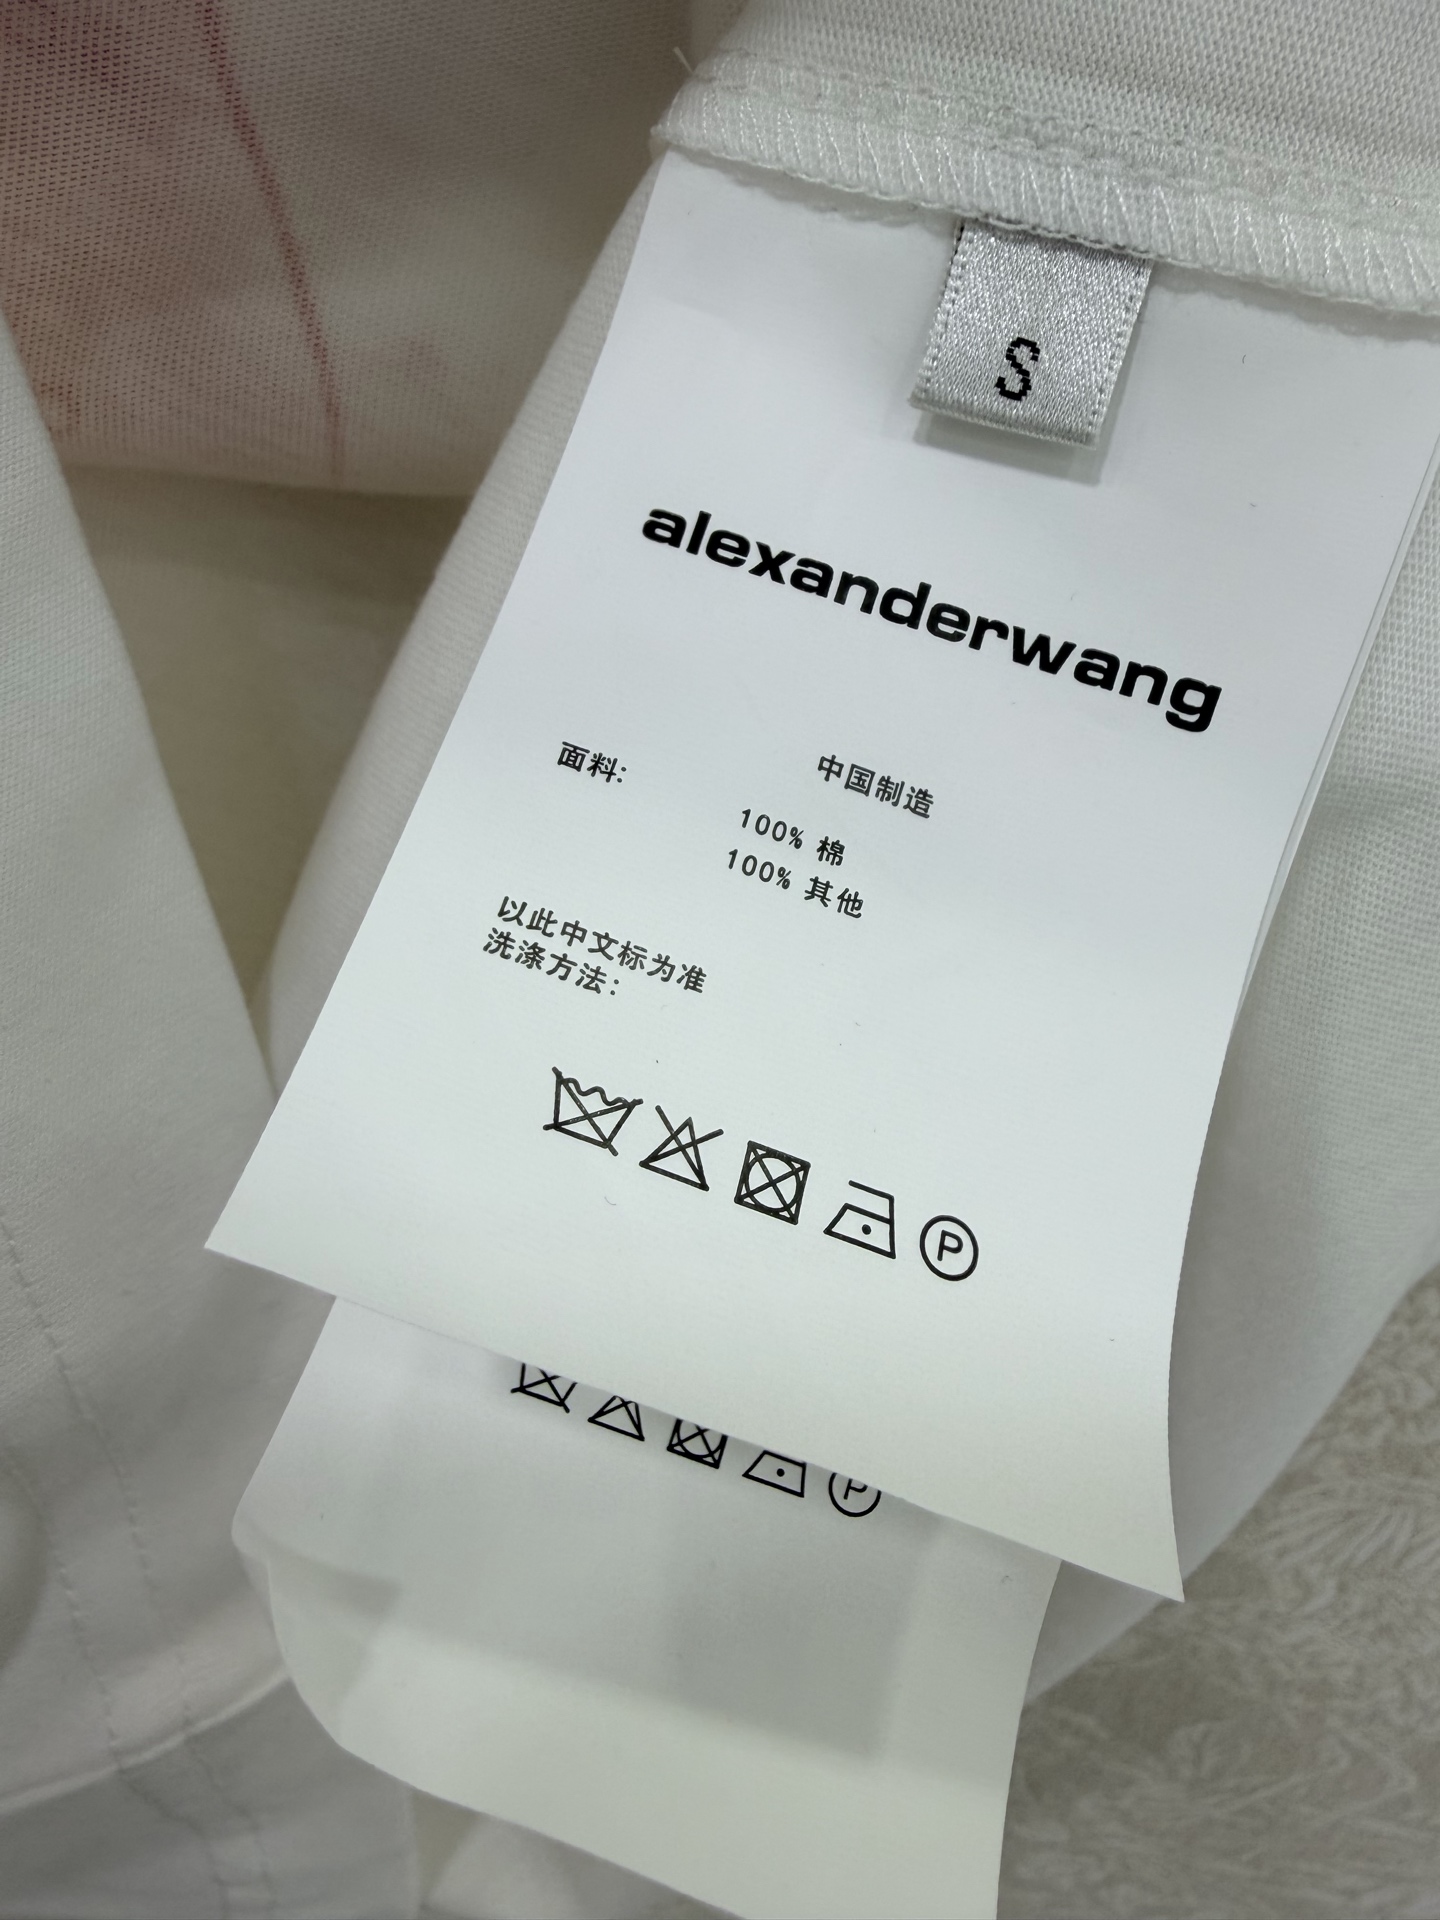 S
alexanderwang
面料:
中国制造
100% 棉
100% 其他
以此中文标为准
洗涤方法:
P
P